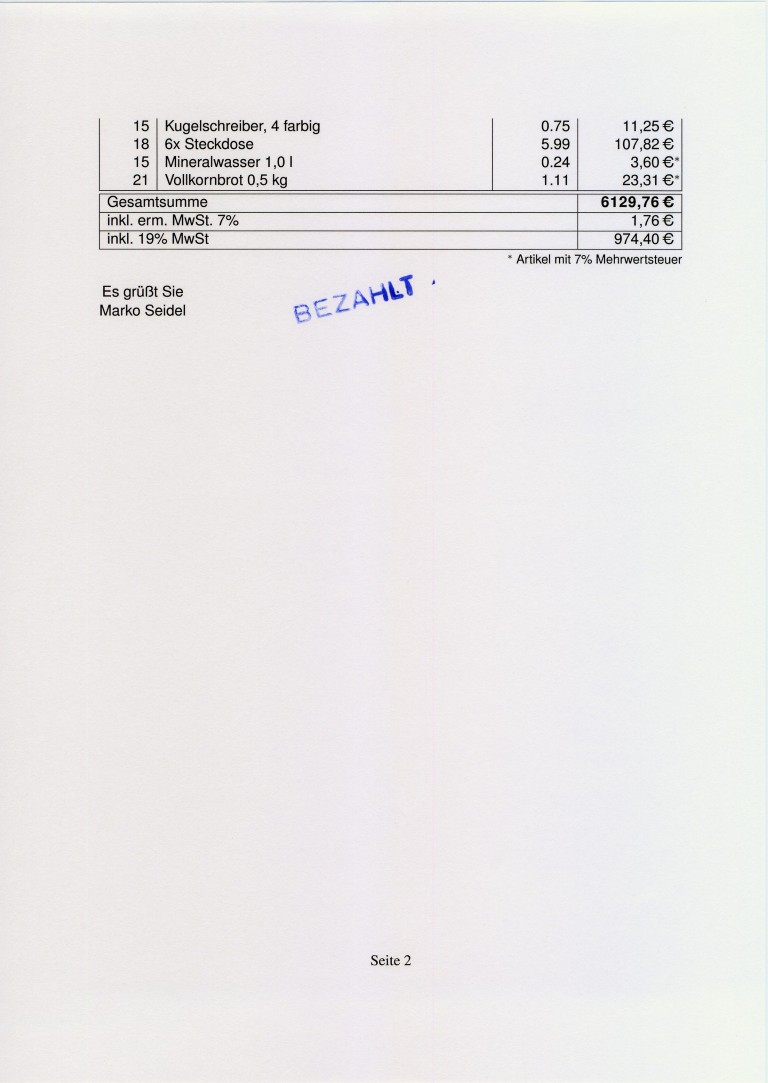 15 Kugelschreiber, 4 farbig 0.75 11,25 €
18 6x Steckdose 5.99 107,82 €
15 Mineralwasser 1,0 l 0.24 3,60 €*
21 Vollkornbrot 0,5 kg 1.11 23,31 €*
Gesamtsumme 6129,76 €
inkl. erm. MwSt. 7% 1,76 €
inkl. 19% MwSt 974,40 €
* Artikel mit 7% Mehrwertsteuer
Es grüßt Sie
Marko Seidel
BEZAHLT
Seite 2